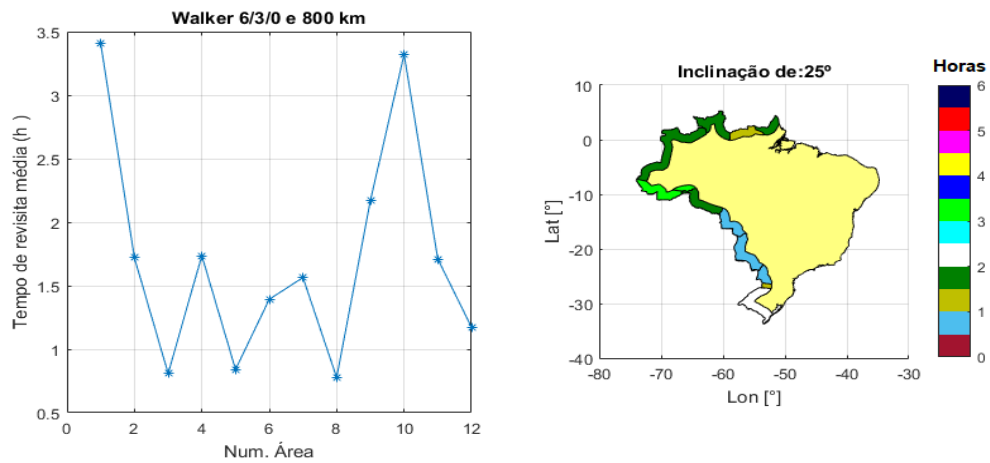 Walker 6/3/0 e 800 km
Tempo de revisita média (h )
3.5
3
2.5
2
1.5
1
0.5
0 2 4 6 8 10 12
Num. Área
Inclinação de:25º
Lat [°]
10
0
-10
-20
-30
-40
-80 -70 -60 -50 -40 -30
Lon [°]
Horas
6
5
4
3
2
1
0